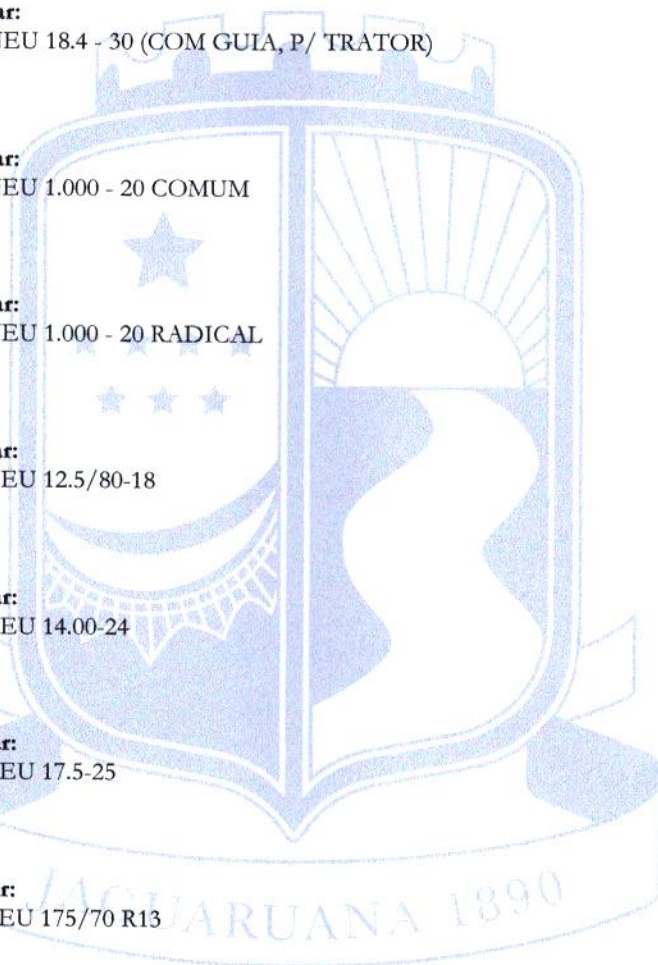 ar:
NEU 18.4 - 30 (COM GUIA, P/ TRATOR)
ar:
NEU 1.000 - 20 COMUM
ar:
NEU 1.000 - 20 RADICAL
ar:
EU 12.5/80-18
ar:
EU 14.00-24
ar:
EU 17.5-25
ar:
EU 175/70 R13
JAGUARUANA 1890